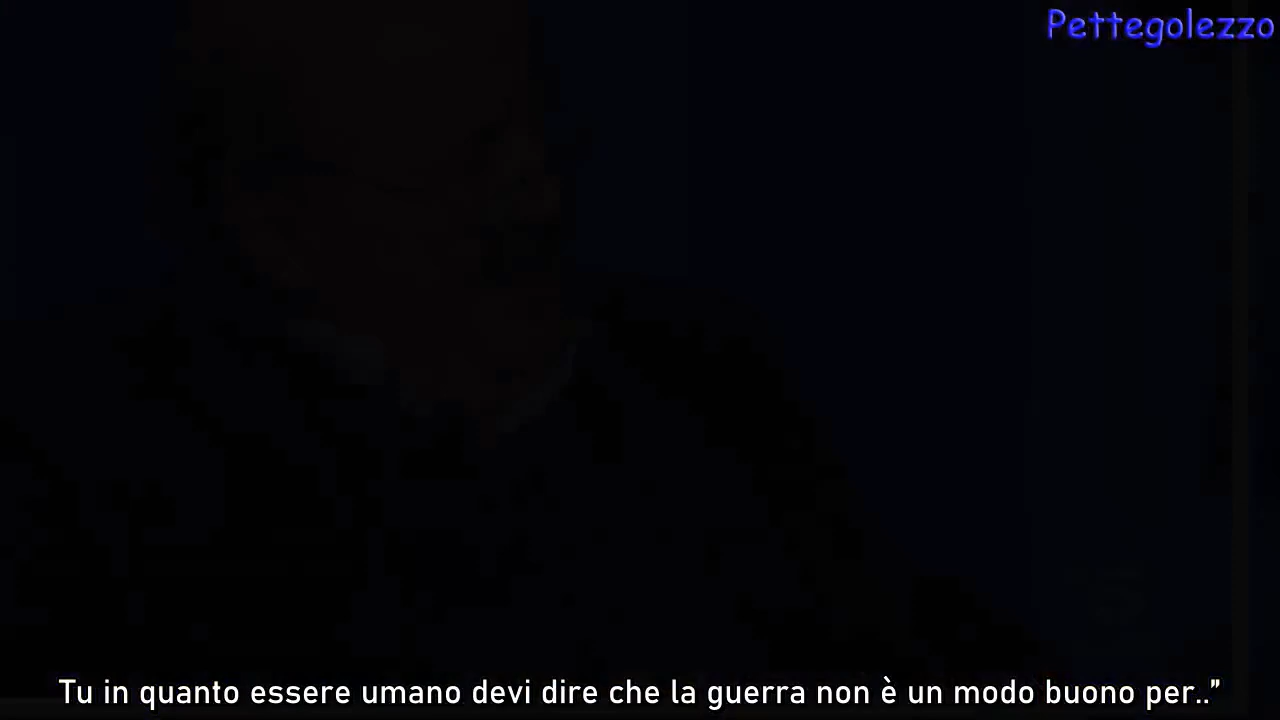 Pettegolezzo
Tu in quanto essere umano devi dire che la guerra non è un modo buono per..”